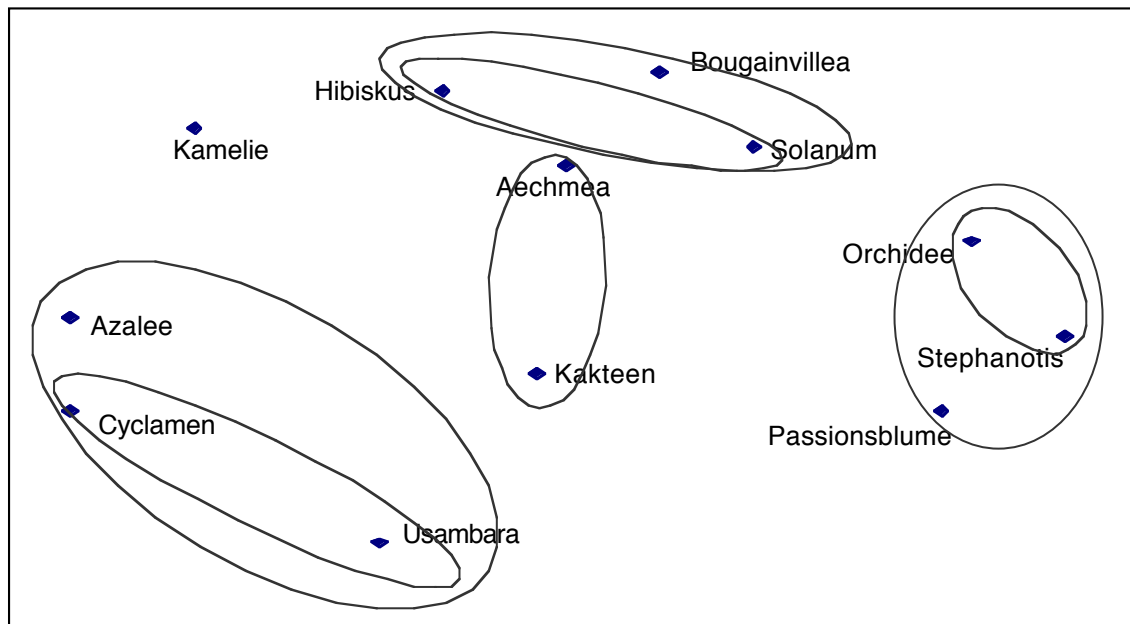 Bougainvillea
Hibiskus
Kamelie
Solanum
Aechmea
Orchidee
Azalee
Stephanotis
Kakteen
Cyclamen
Passionsblume
Usambara